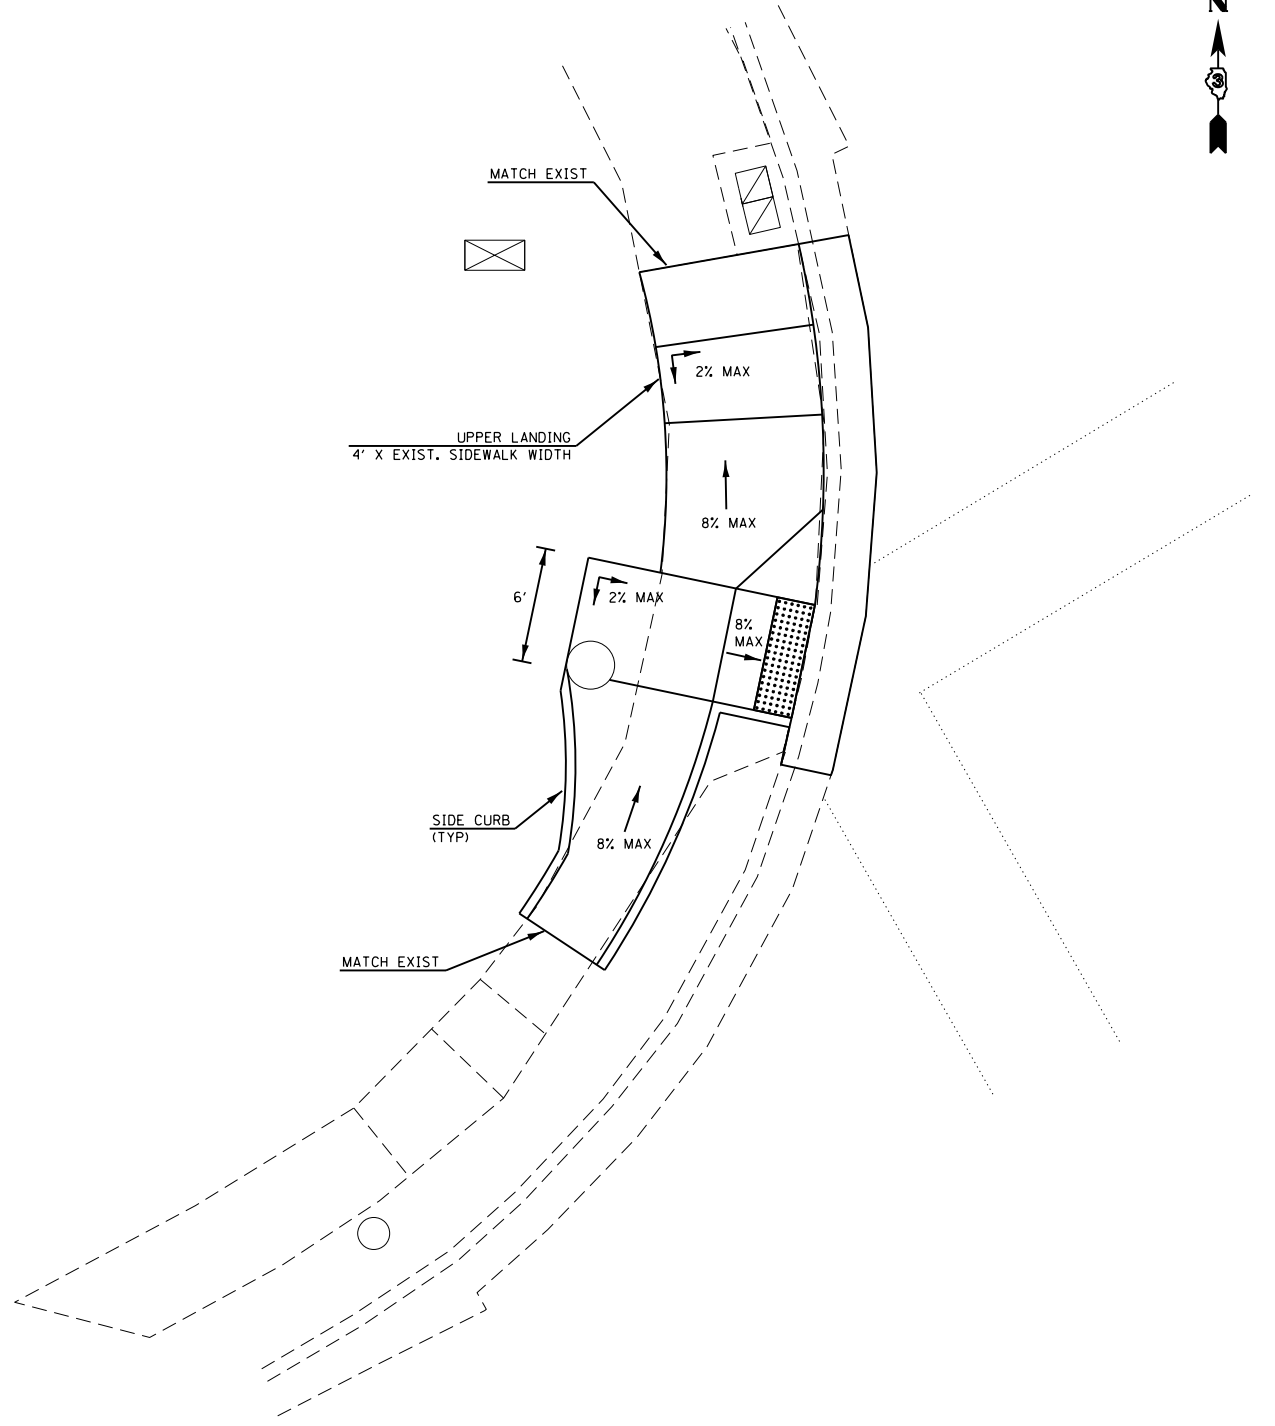 N
3
MATCH EXIST
2% MAX
UPPER LANDING
4' X EXIST. SIDEWALK WIDTH
8% MAX
6'
2% MAX
8%
MAX
SIDE CURB
(TYP)
8% MAX
MATCH EXIST